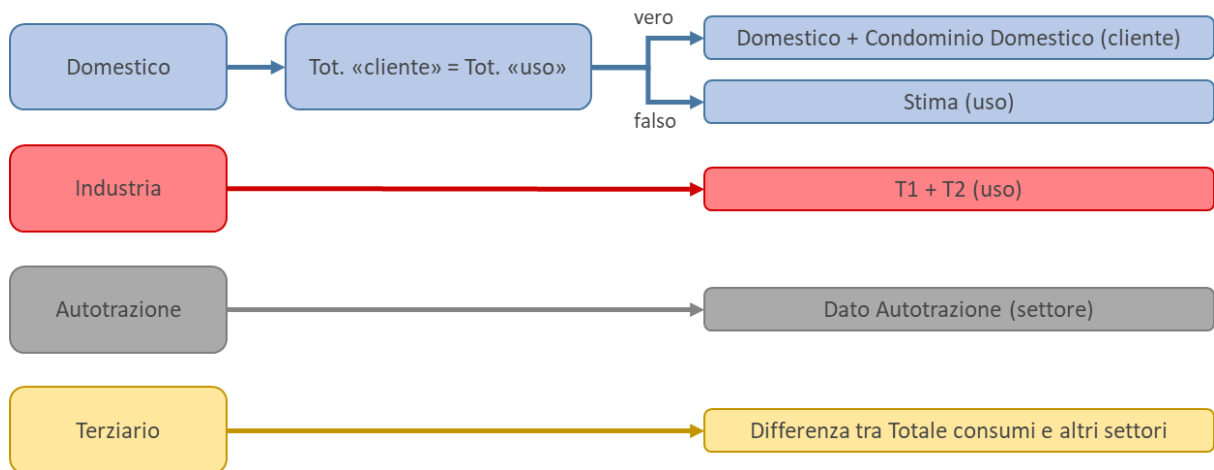 Domestico
Tot. «cliente» = Tot. «uso»
vero
Domestico + Condominio Domestico (cliente)
falso
Stima (uso)
Industria
T1 + T2 (uso)
Autotrazione
Dato Autotrazione (settore)
Terziario
Differenza tra Totale consumi e altri settori